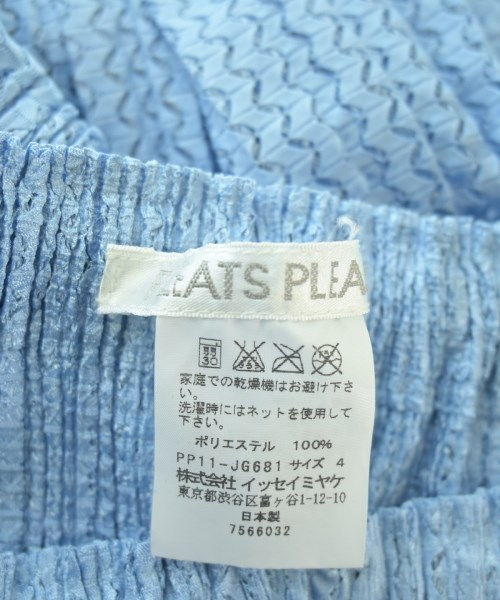 EATS PLEA
弱
30
家庭での乾燥機はお避け下さ
い。
洗濯時にはネットを使用して
下さい。
ポリエステル 100%
PP11-JG681 サイズ 4
株式会社 イッセイミヤケ
東京都渋谷区富ヶ谷1-12-10
日本製
7566032